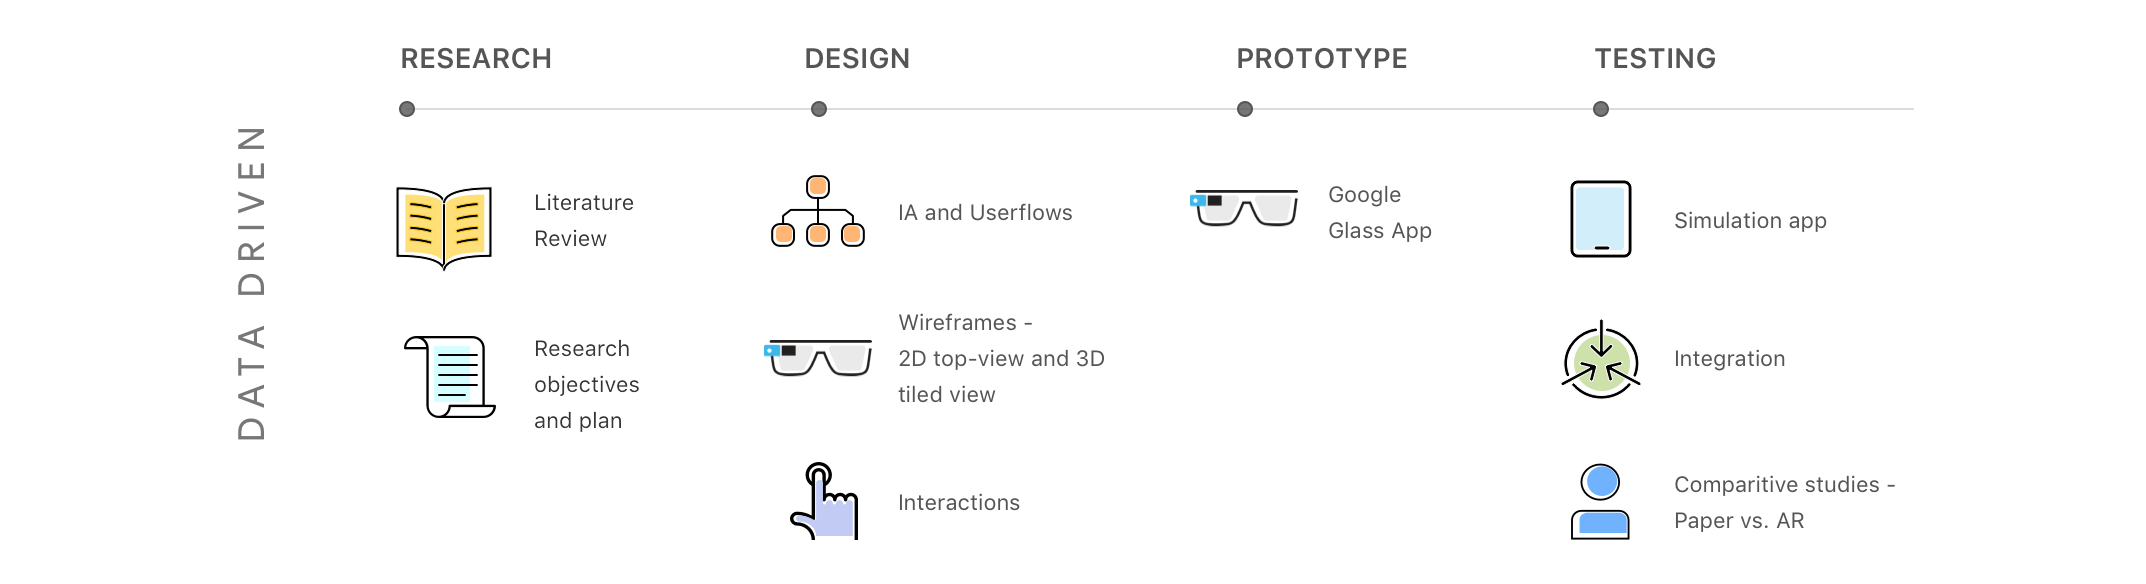 RESEARCH
DESIGN
PROTOTYPE
TESTING
DATA DRIVEN
Literature
Review
Research
objectives
and plan
IA and Userflows
Wireframes -
2D top-view and 3D
tiled view
Interactions
Google
Glass App
Simulation app
Integration
Comparitive studies -
Paper vs. AR